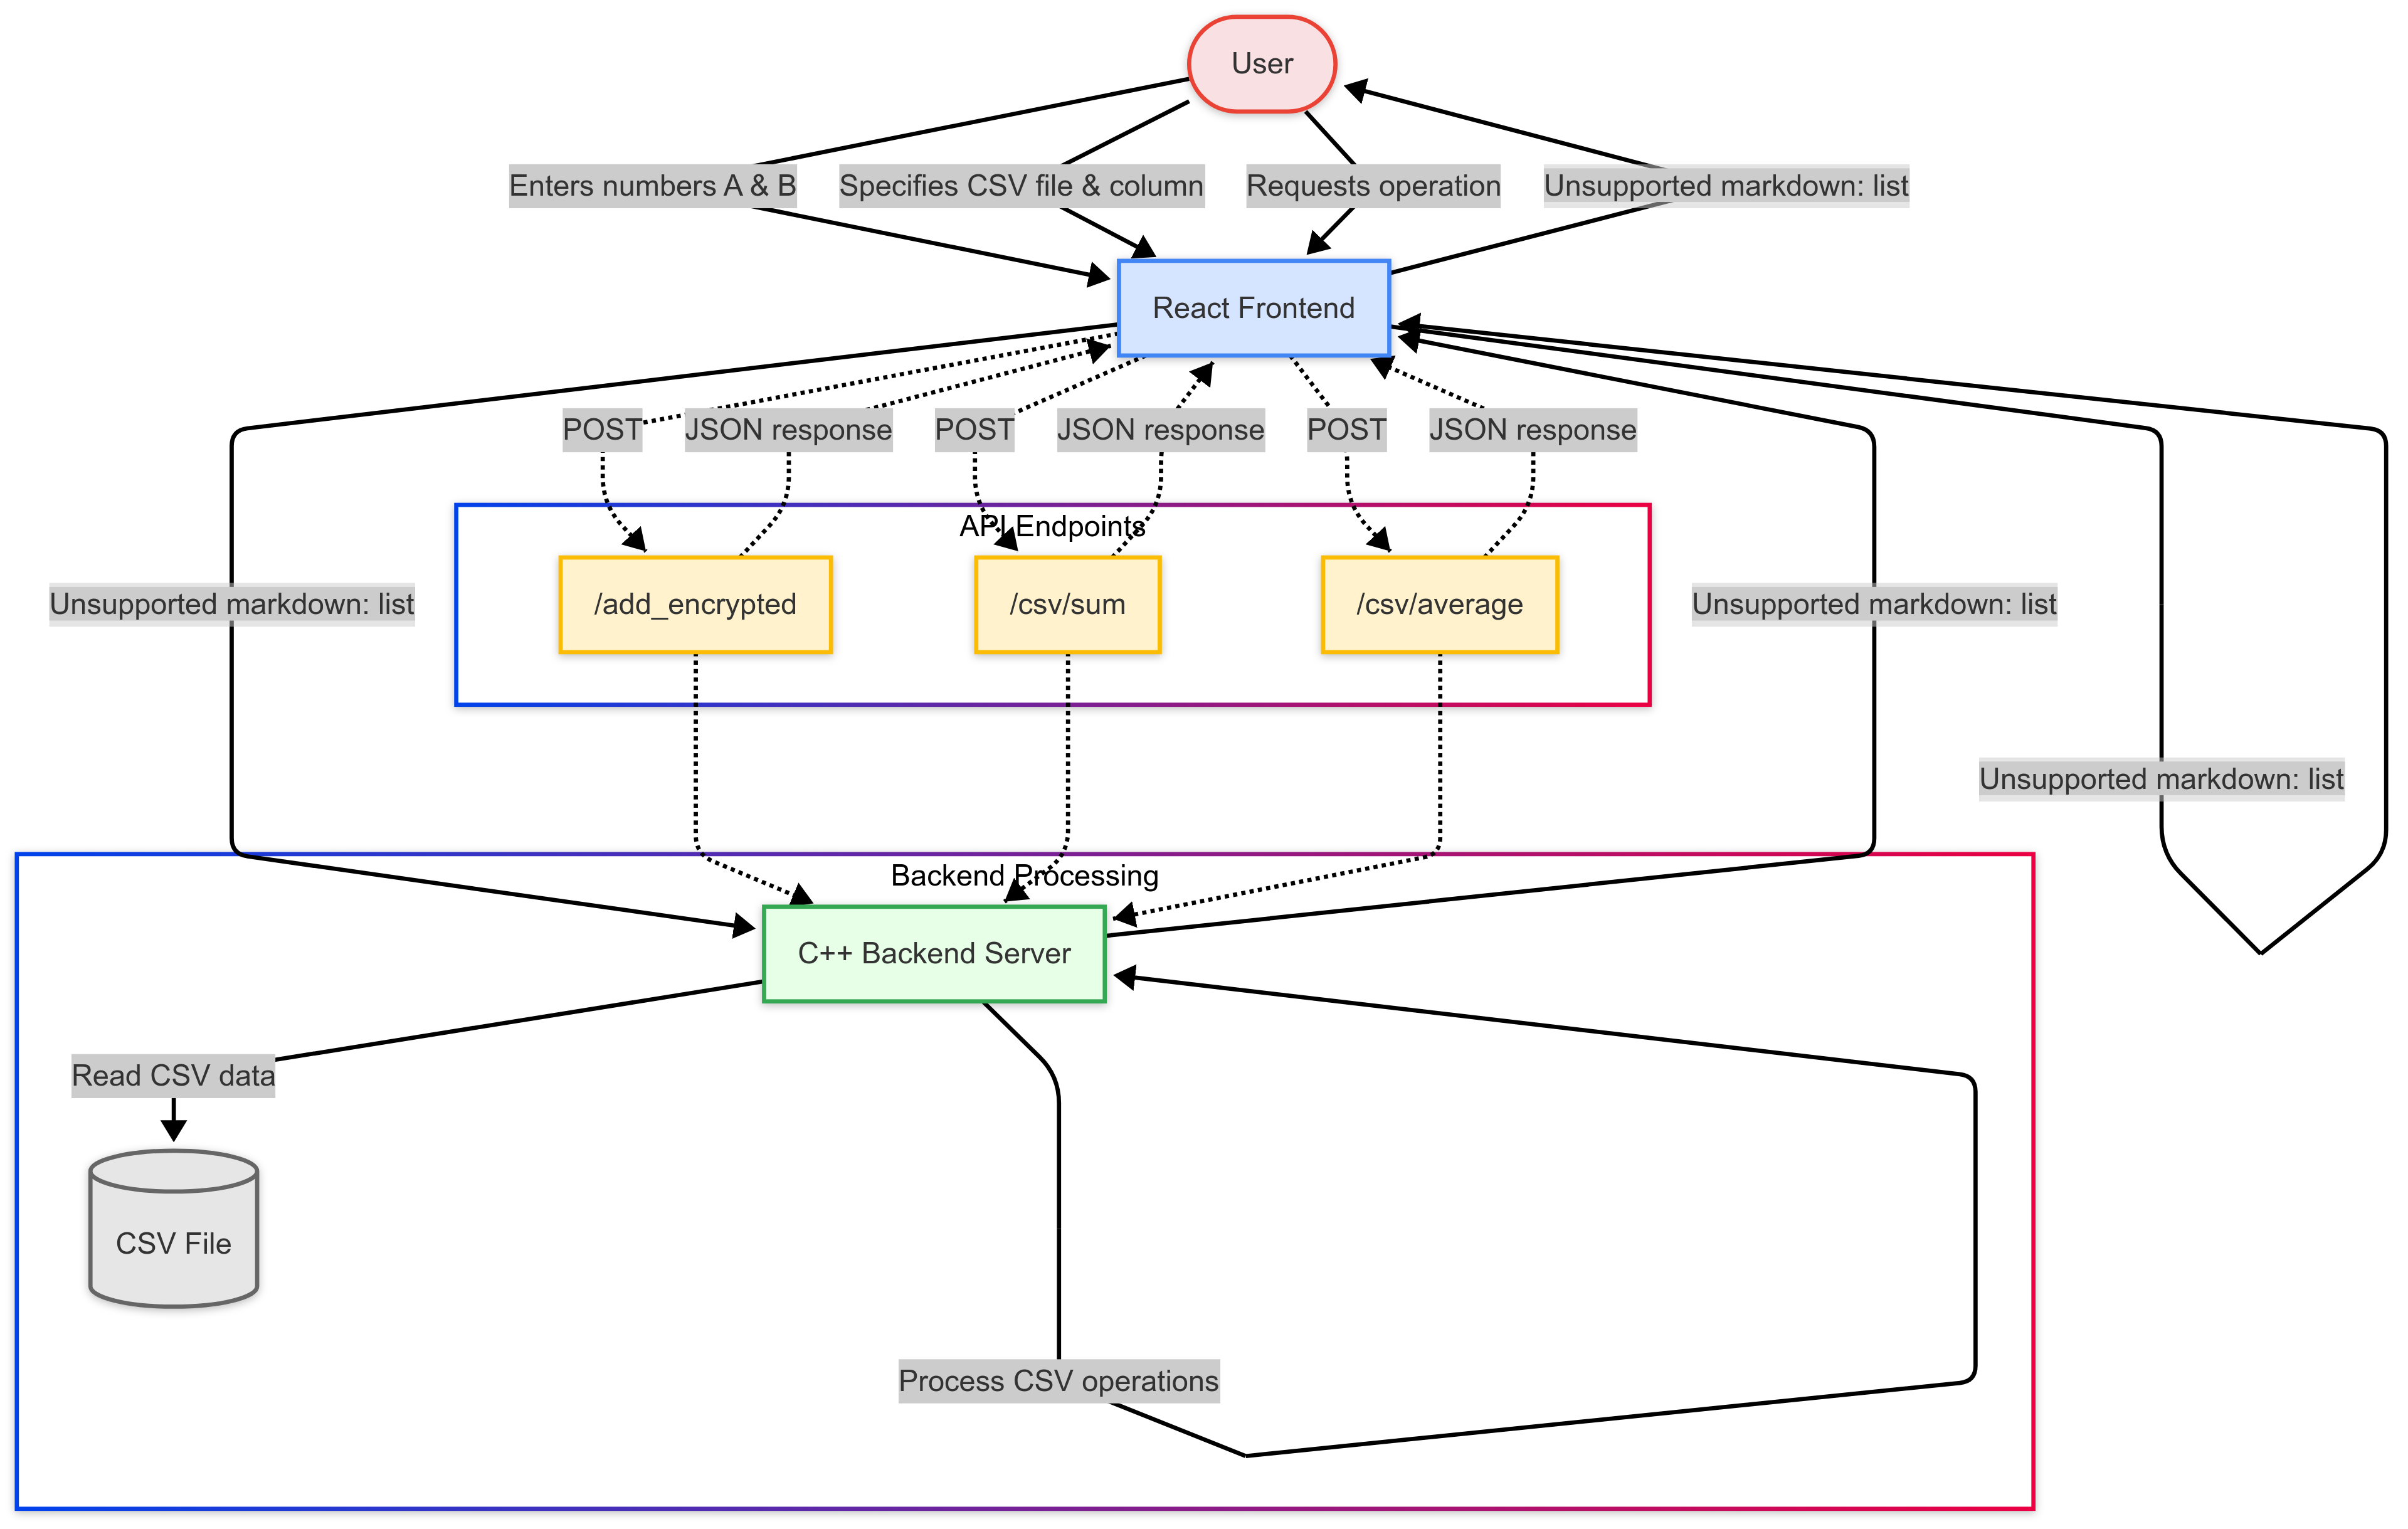 User
Enters numbers A & B
Specifies CSV file & column
Requests operation
Unsupported markdown: list
React Frontend
POST
JSON response
POST
JSON response
POST
JSON response
API Endpoints
Unsupported markdown: list
/add_encrypted
/csv/sum
/csv/average
Unsupported markdown: list
Unsupported markdown: list
Backend Processing
C++ Backend Server
Read CSV data
CSV File
Process CSV operations